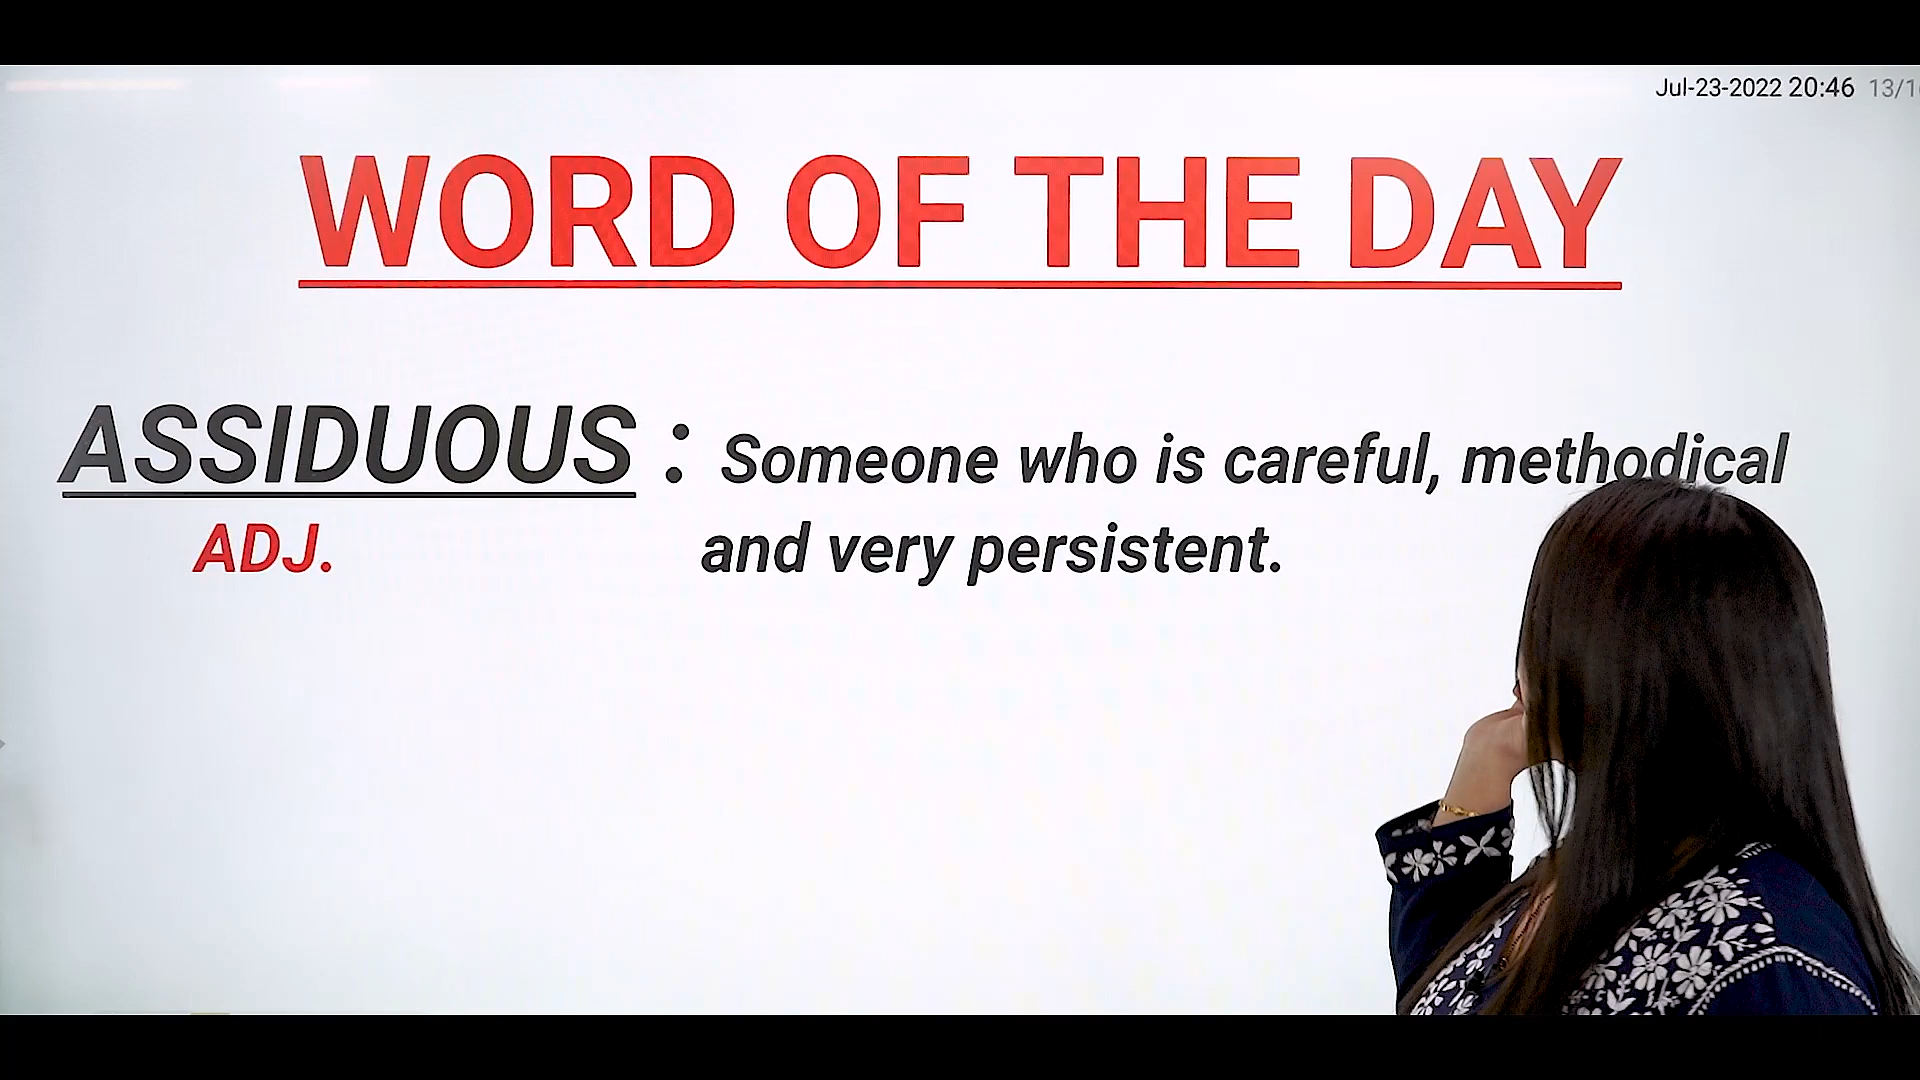 Jul-23-2022 20:46
WORD OF THE DAY
ASSIDUOUS : Someone who is careful, methodical
ADJ. and very persistent.